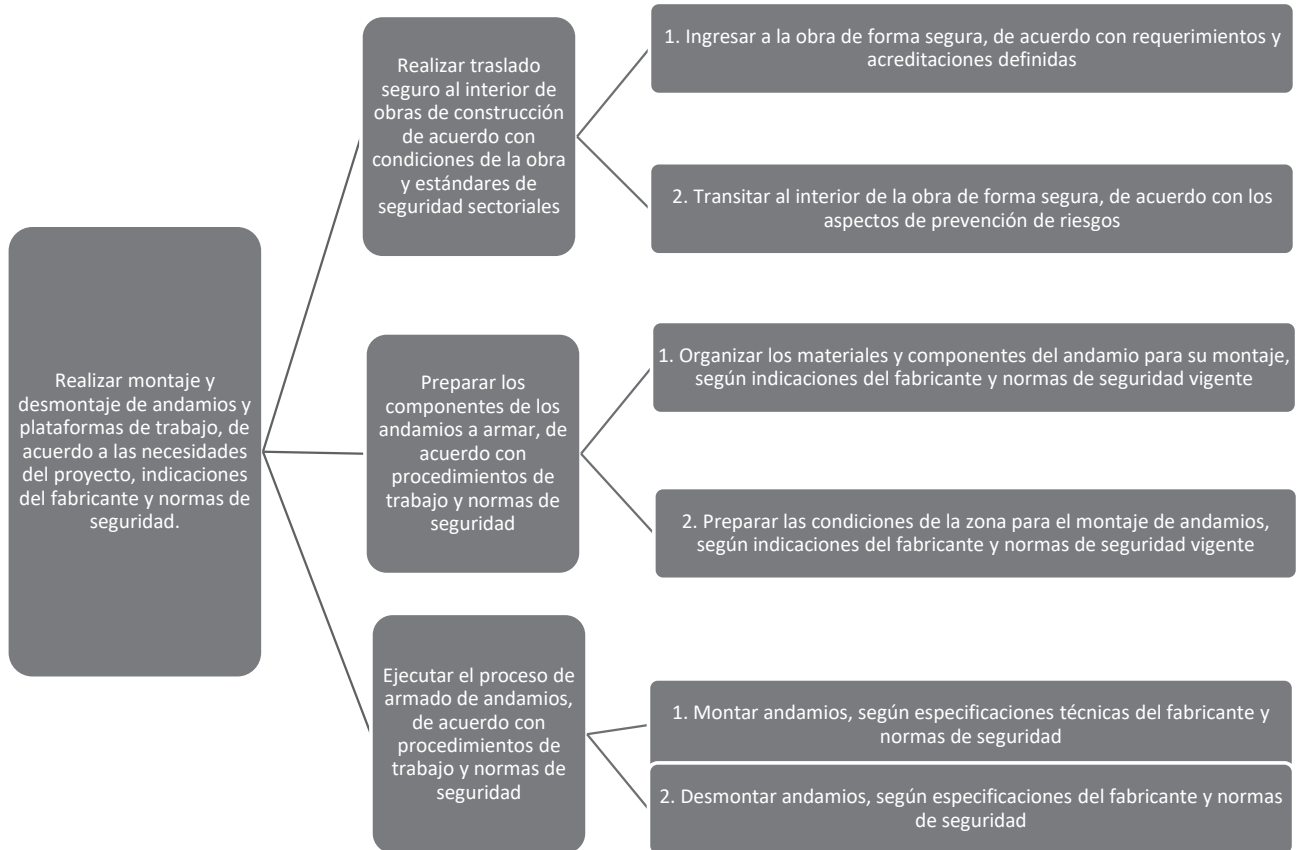 Realizar montaje y
desmontaje de andamios y
plataformas de trabajo, de
acuerdo a las necesidades
del proyecto, indicaciones
del fabricante y normas de
seguridad.
Realizar traslado
seguro al interior de
obras de construcción
de acuerdo con
condiciones de la obra
y estándares de
seguridad sectoriales
1. Ingresar a la obra de forma segura, de acuerdo con requerimientos y
acreditaciones definidas
2. Transitar al interior de la obra de forma segura, de acuerdo con los
aspectos de prevención de riesgos
Preparar los
componentes de los
andamios a armar, de
acuerdo con
procedimientos de
trabajo y normas de
seguridad
1. Organizar los materiales y componentes del andamio para su montaje,
según indicaciones del fabricante y normas de seguridad vigente
2. Preparar las condiciones de la zona para el montaje de andamios,
según indicaciones del fabricante y normas de seguridad vigente
Ejecutar el proceso de
armado de andamios,
de acuerdo con
procedimientos de
trabajo y normas de
seguridad
1. Montar andamios, según especificaciones técnicas del fabricante y
normas de seguridad
2. Desmontar andamios, según especificaciones del fabricante y normas
de seguridad